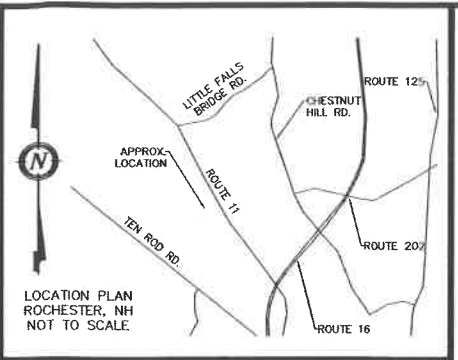 LITTLE FALLS
BRIDGE RD.
ROUTE 125
CHESTNUT
HILL RD.
APPROX.
LOCATION
N
ROUTE 11
TEN ROD RD.
ROUTE 202
LOCATION PLAN
ROCHESTER, NH
NOT TO SCALE
ROUTE 16